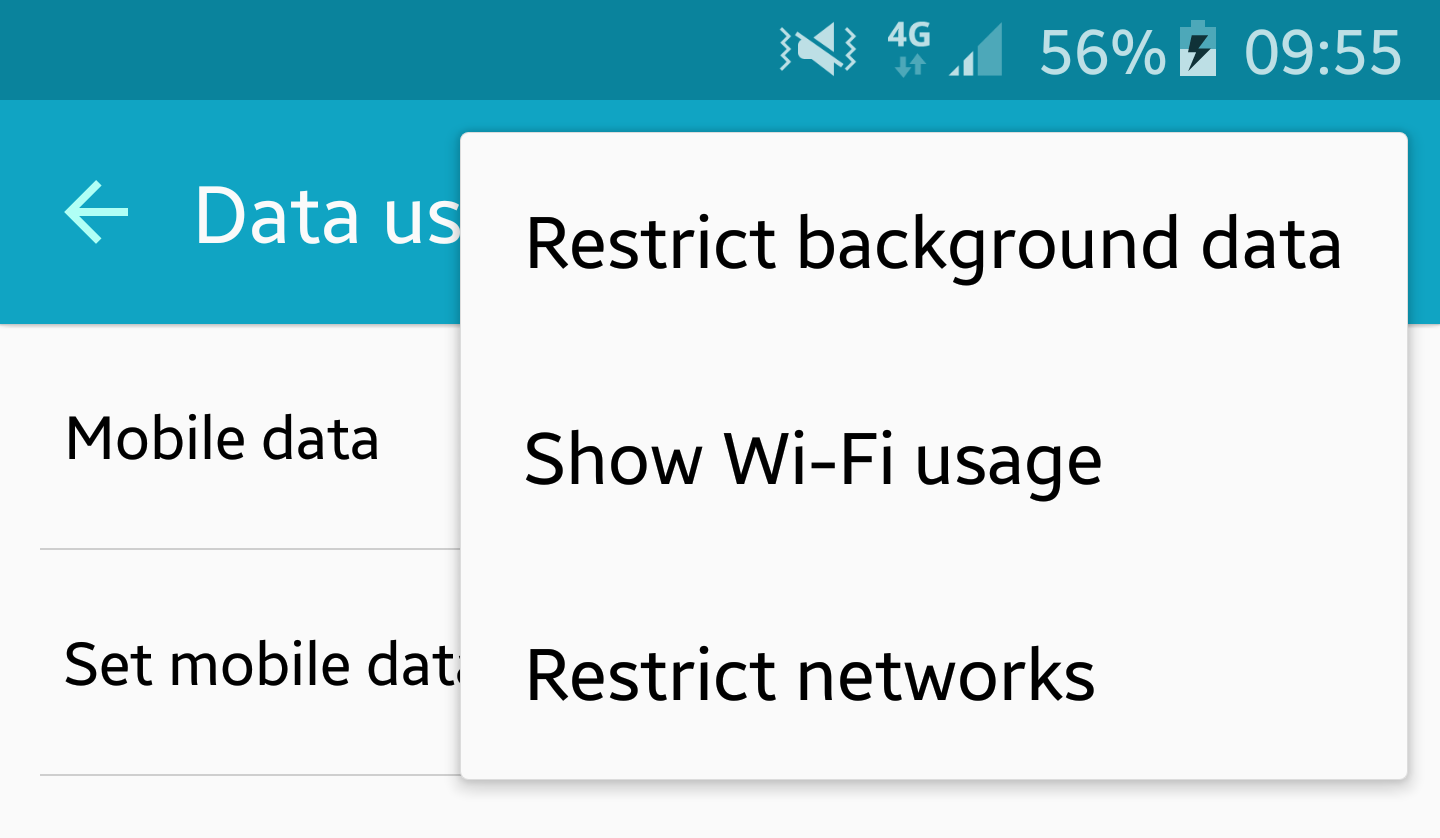 4G 56% 09:55
Data us
Restrict background data
Mobile data
Show Wi-Fi usage
Set mobile data
Restrict networks